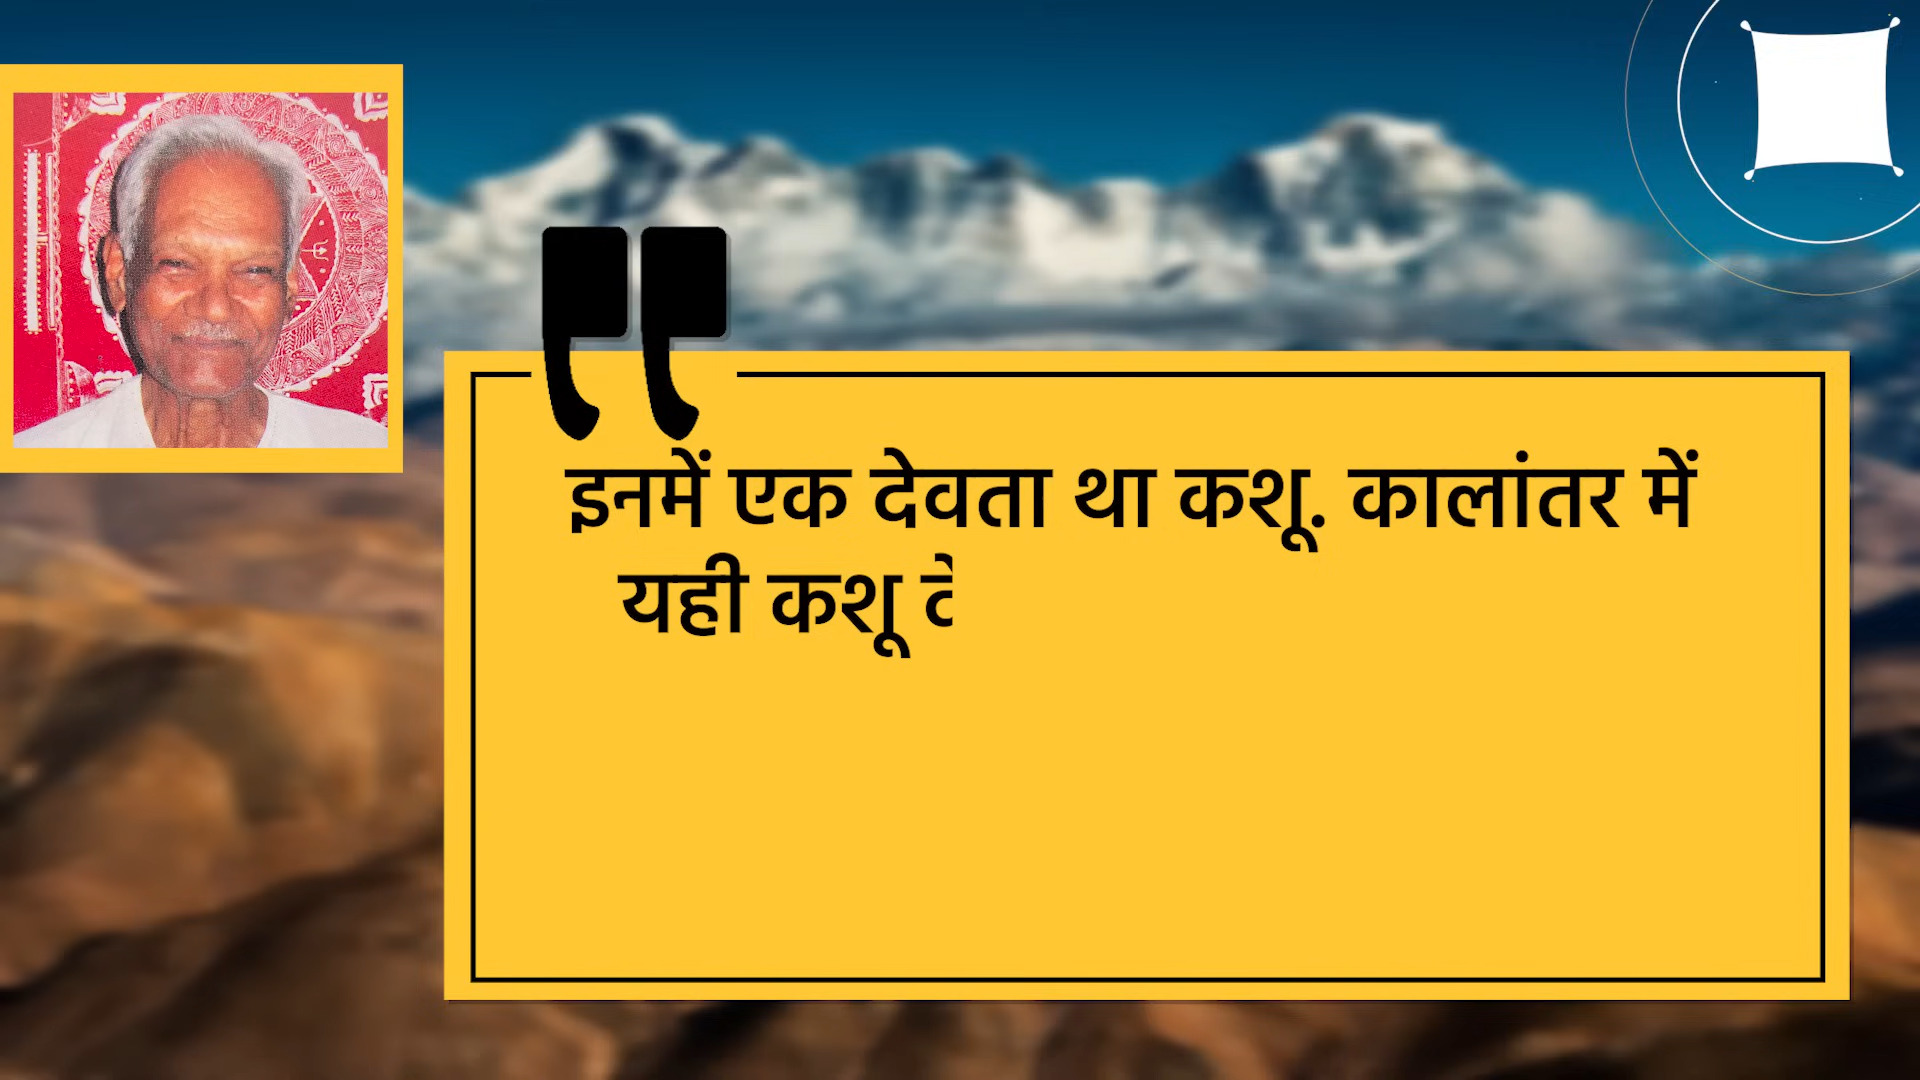 इनमें एक देवता था कशू. कालांतर में
यही कशू